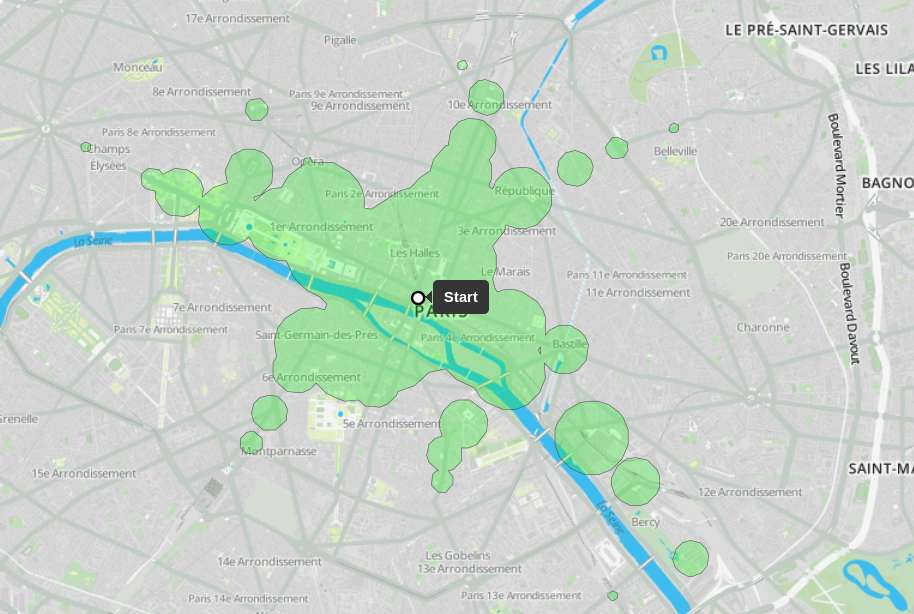 17e Arrondissement
LE PRÉ-SAINT-GERVAIS
Pigalle
Monceau
LES LILA
8e Arrondissement
Paris 9e Arrondissement
9e Arrondissement
10e Arrondissement
Paris 8e Arrondissement
Boulevard Mortier
Champs
Élysées
Opéra
Belleville
Paris 2e Arrondissement
République
BAGNO
1er Arrondissement
3e Arrondissement
20e Arrondissement
La Seine
Les Halles
Paris 20e Arrondissement
Le Marais
Paris 11e Arrondissement
11e Arrondissement
Start
PARIS
7e Arrondissement
Boulevard Davout
Paris 7e Arrondissement
Saint-Germain-des-Prés
Paris 4e Arrondissement
Bastille
Charonne
6e Arrondissement
Grenelle
5e Arrondissement
Montparnasse
15e Arrondissement
SAINT-MA
12e Arrondissement
La Seine
Bercy
14e Arrondissement
Les Gobelins
13e Arrondissement
Paris 14e Arrondissement
Paris 13e Arrondissement